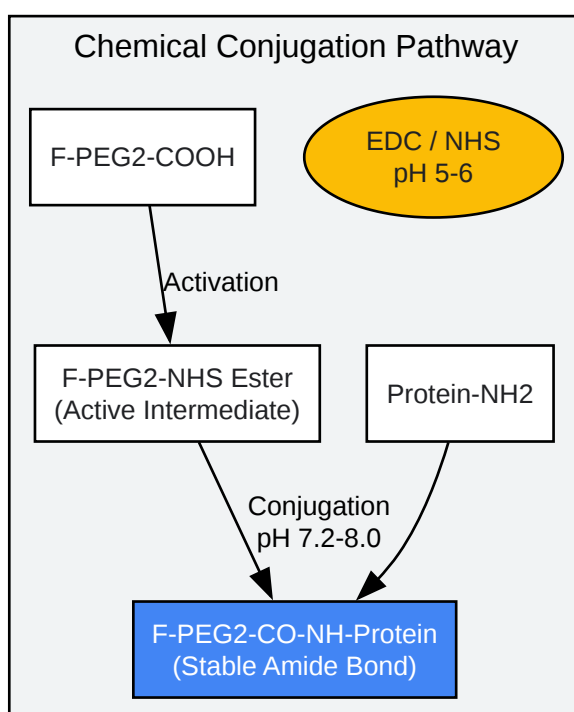 Chemical Conjugation Pathway
F-PEG2-COOH
EDC / NHS
pH 5-6
Activation
F-PEG2-NHS Ester
(Active Intermediate)
Protein-NH2
Conjugation
pH 7.2-8.0
F-PEG2-CO-NH-Protein
(Stable Amide Bond)